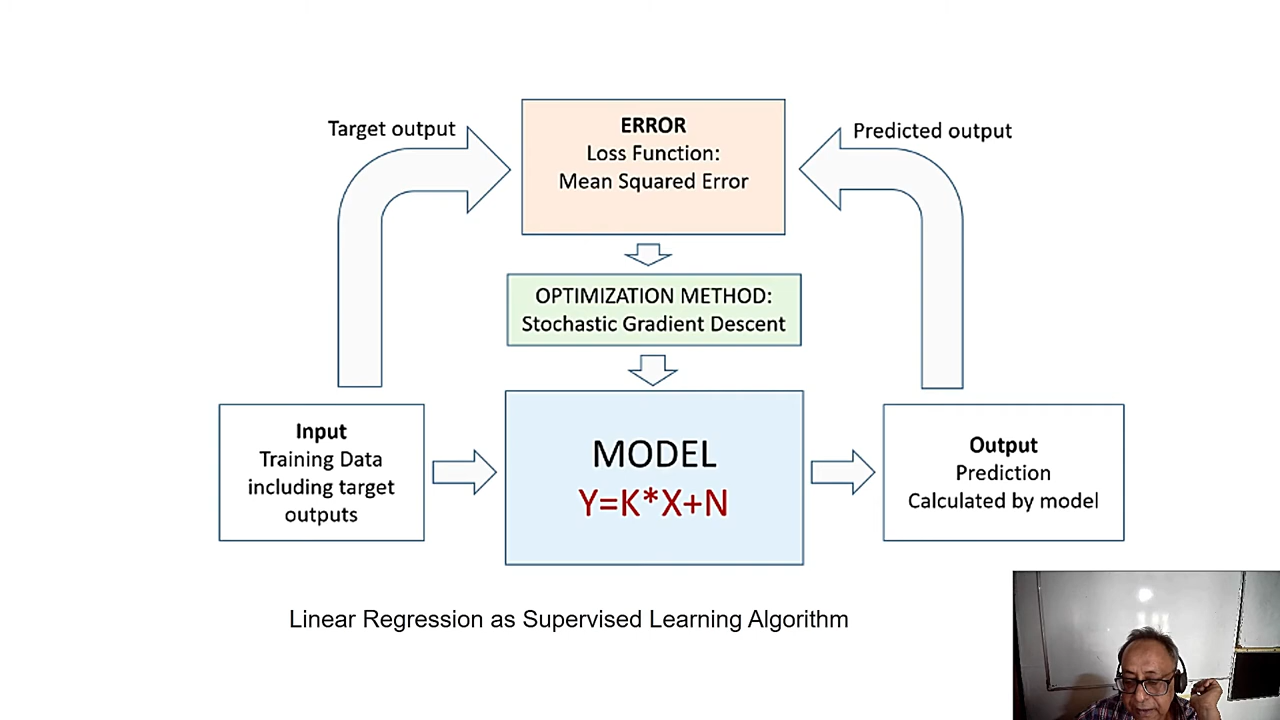 Target output
ERROR
Loss Function:
Mean Squared Error
Predicted output
OPTIMIZATION METHOD:
Stochastic Gradient Descent
Input
Training Data
including target
outputs
MODEL
Y=K*X+N
Output
Prediction
Calculated by model
Linear Regression as Supervised Learning Algorithm